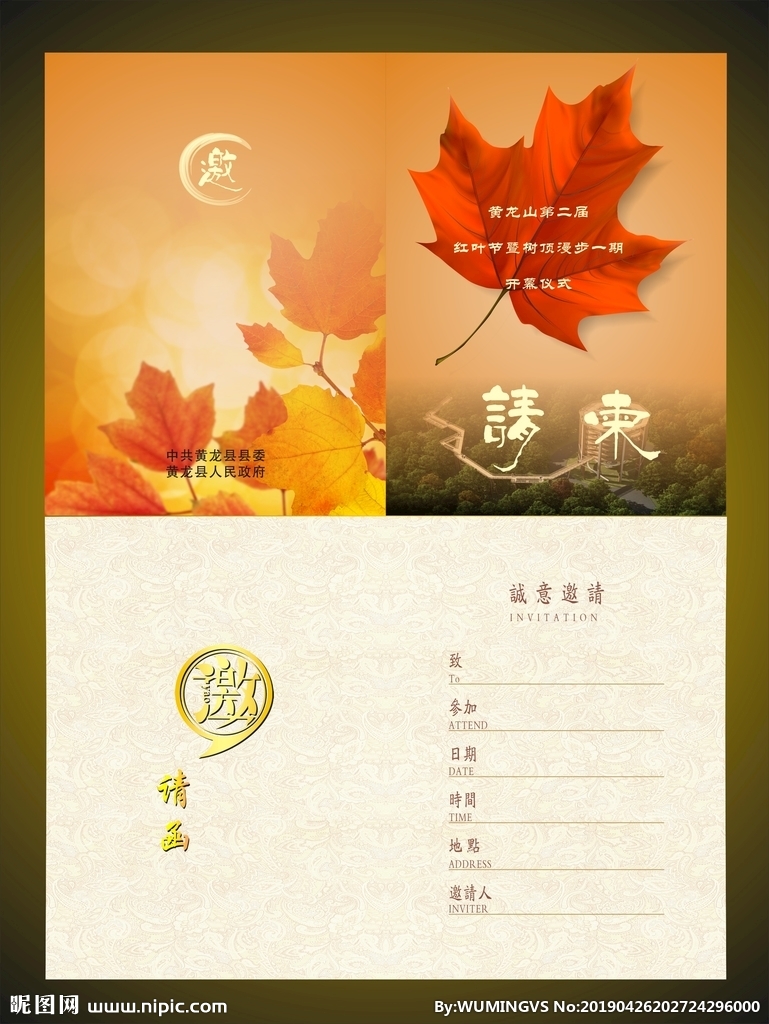 邀
中共黄龙县县委
黄龙县人民政府
黄龙山第二届
红叶节暨树顶漫步一期
开幕仪式
請柬
邀
yao
请
函
誠意邀請
INVITATION
致
To
參加
ATTEND
日期
DATE
時間
TIME
地點
ADDRESS
邀請人
INVITER
昵图网 www.nipic.com
By:WUMINGVS No:20190426202724296000